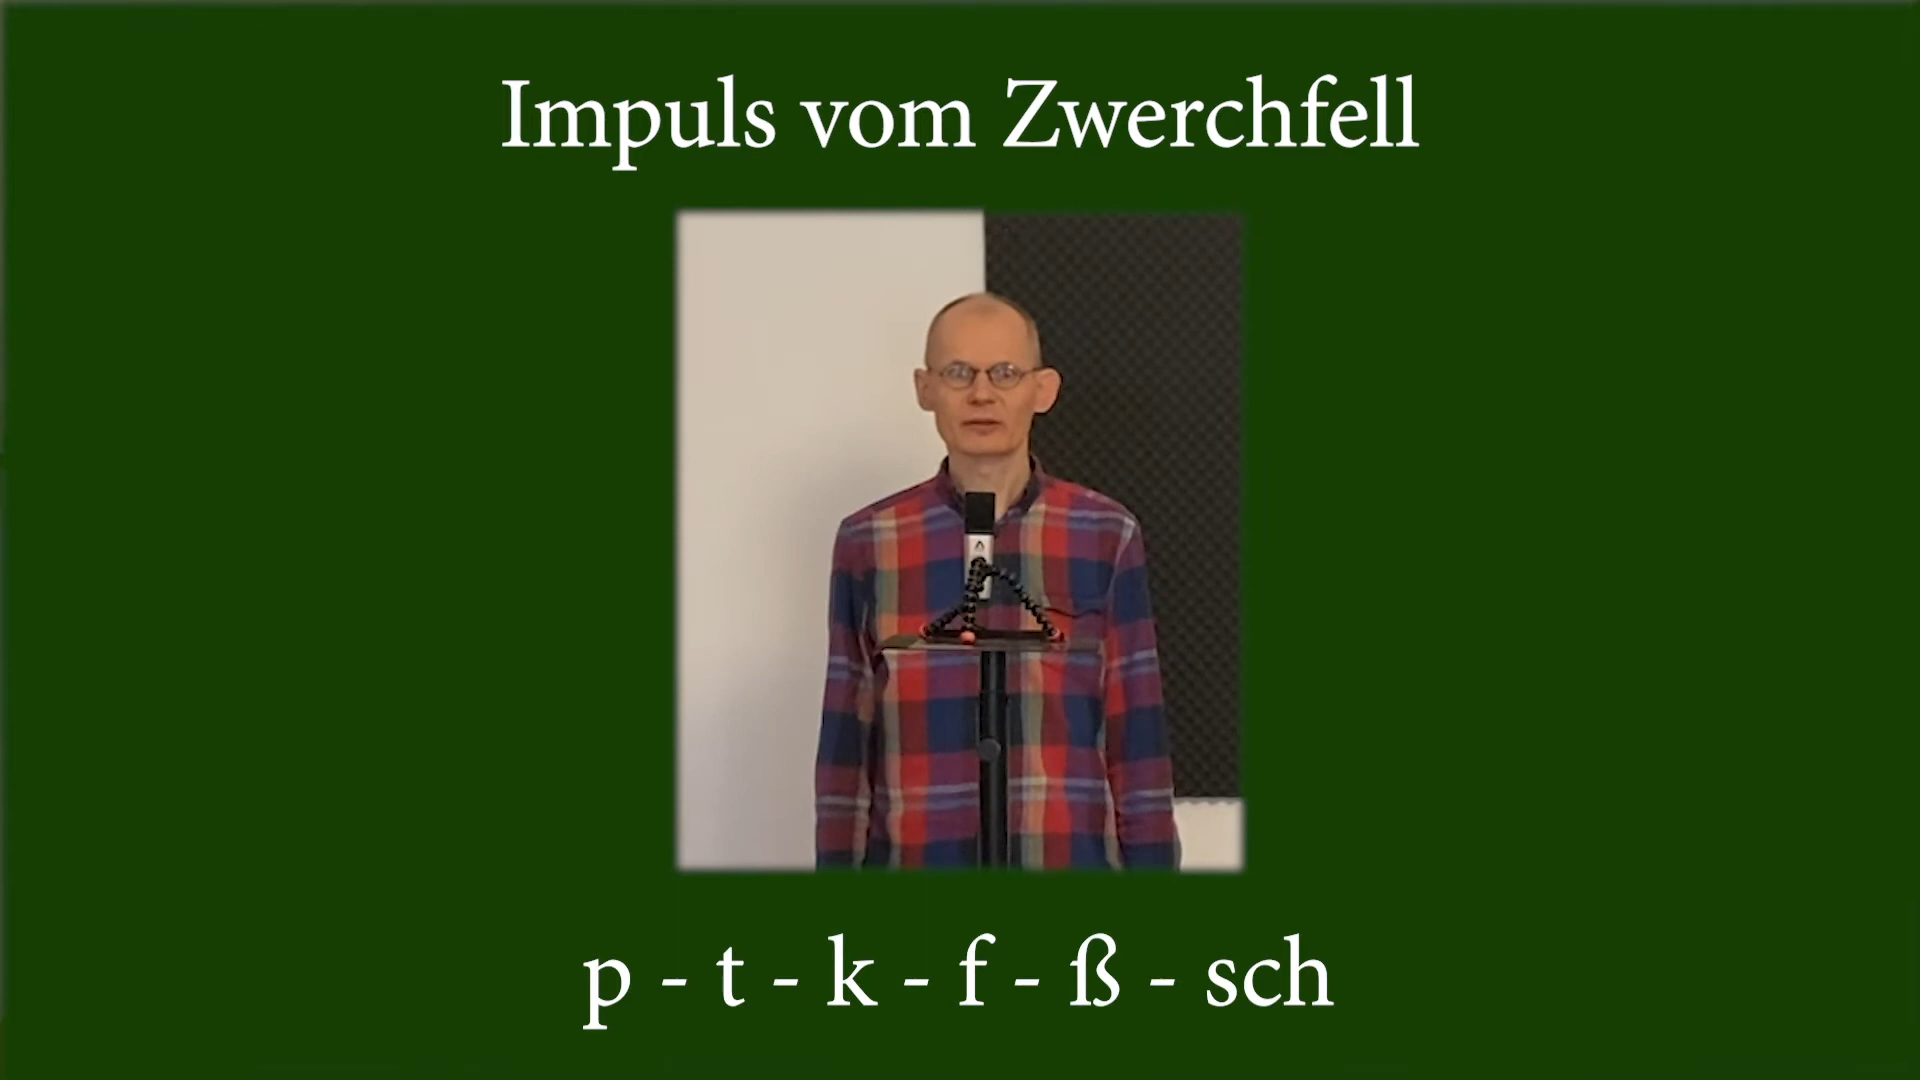 Impuls vom Zwerchfell
p - t - k - f - ß - sch